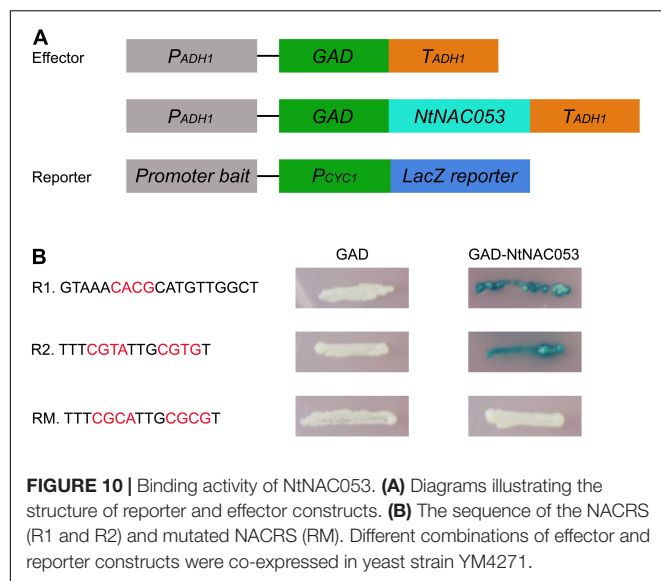 A
Effector PADH1 GAD TADH1
PADH1 GAD NtNAC053 TADH1
Reporter Promoter bait PCYC1 LacZ reporter
B GAD GAD-NtNAC053
R1. GTAAACACGCATGTTGGCT
R2. TTTCGTATTGCGTGT
RM. TTTCGCATTGCGCGT
FIGURE 10 | Binding activity of NtNAC053. (A) Diagrams illustrating the
structure of reporter and effector constructs. (B) The sequence of the NACRS
(R1 and R2) and mutated NACRS (RM). Different combinations of effector and
reporter constructs were co-expressed in yeast strain YM4271.